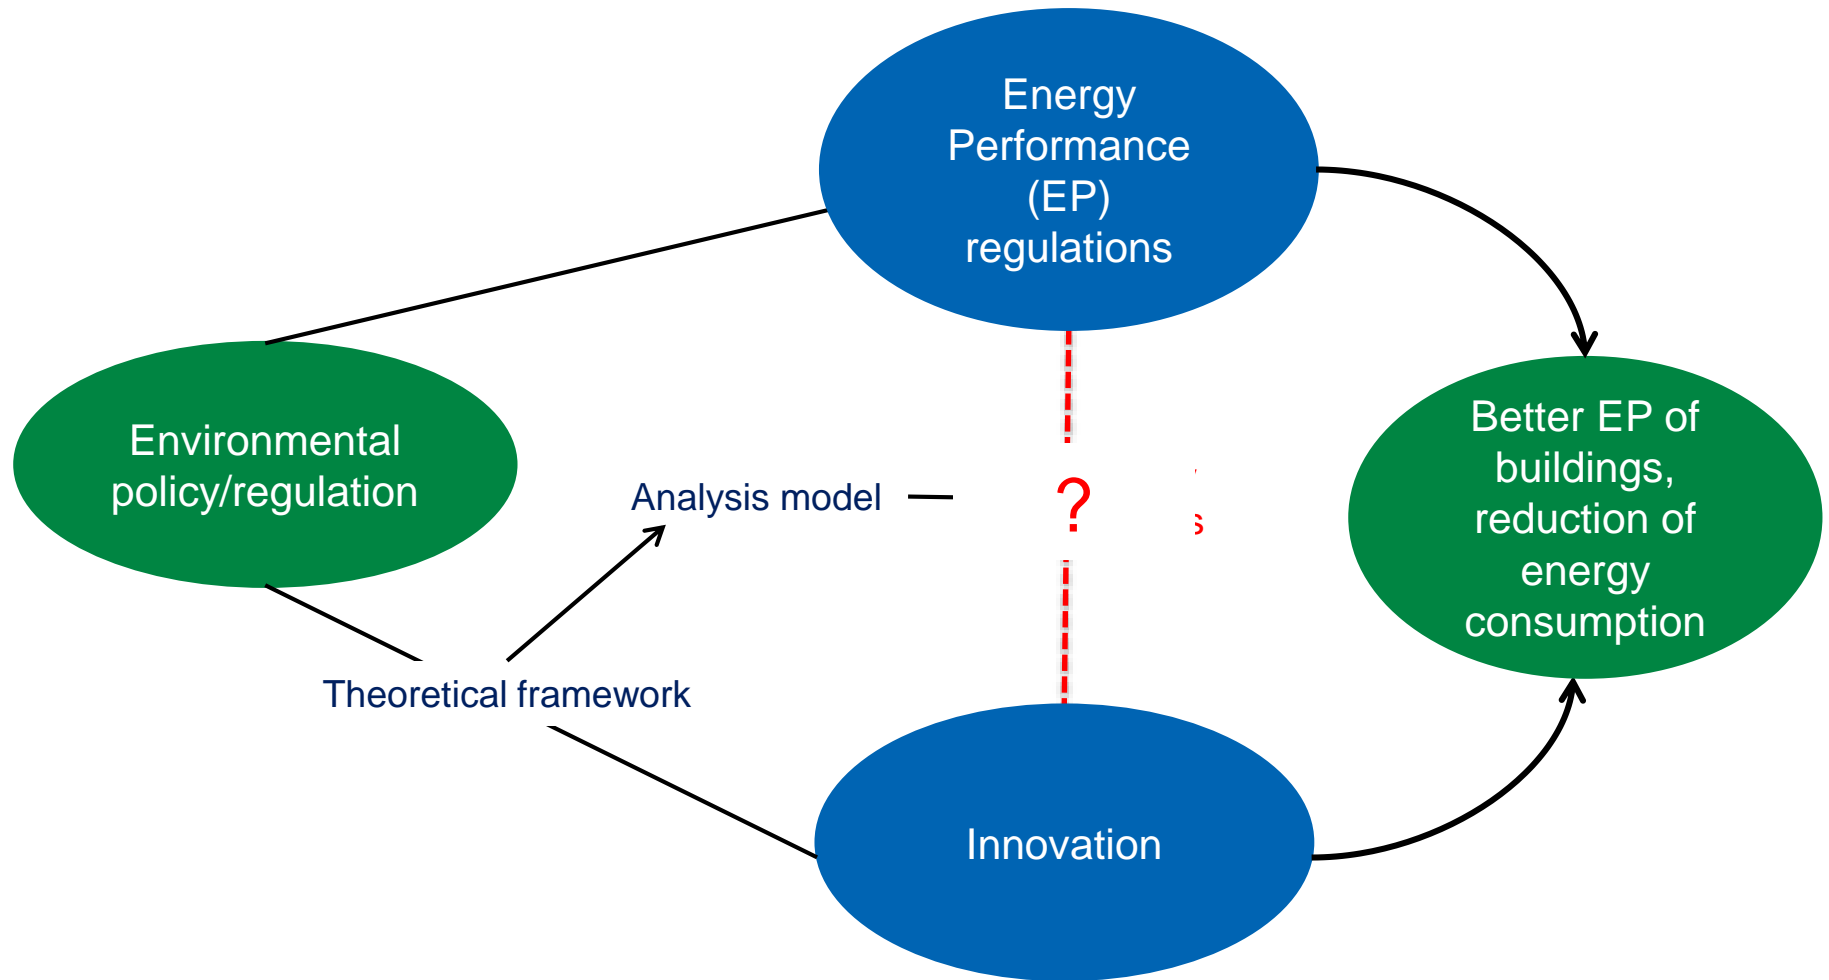 Energy
Performance
(EP)
regulations
Environmental
policy/regulation
Analysis model
?
s
Better EP of
buildings,
reduction of
energy
consumption
Theoretical framework
Innovation